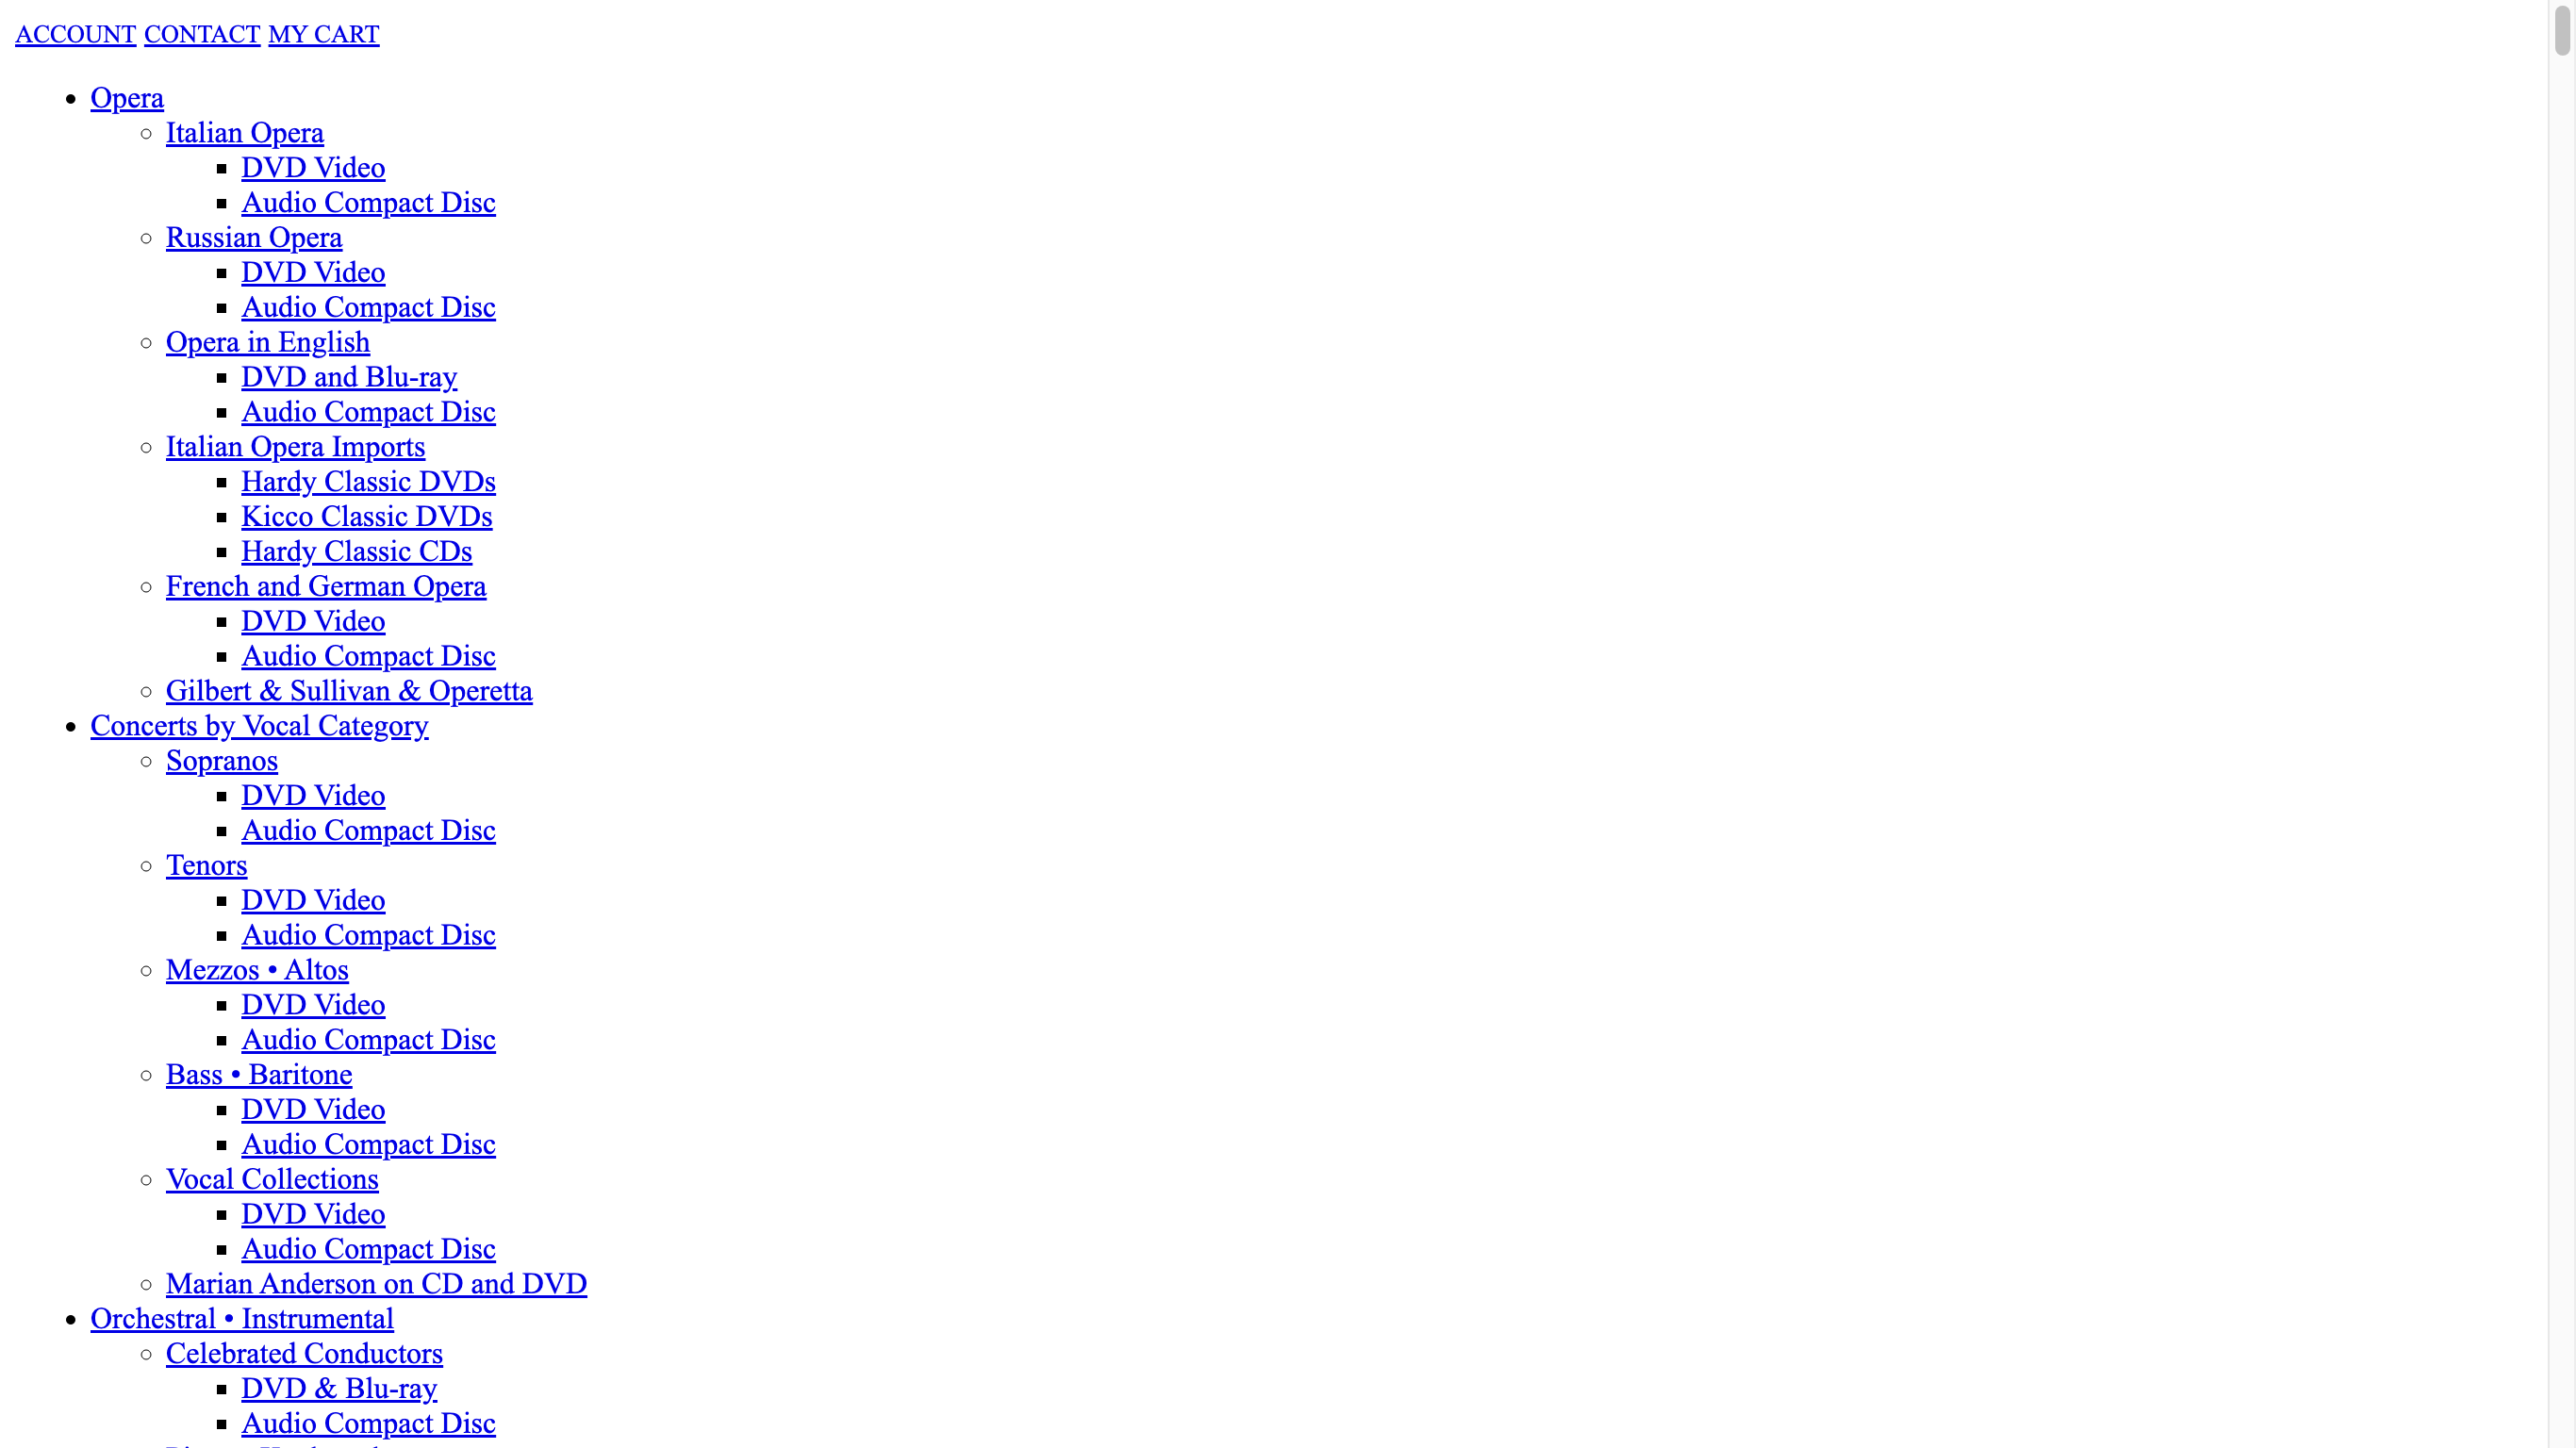 ACCOUNT CONTACT MY CART
Opera
Italian Opera
DVD Video
Audio Compact Disc
Russian Opera
DVD Video
Audio Compact Disc
Opera in English
DVD and Blu-ray
Audio Compact Disc
Italian Opera Imports
Hardy Classic DVDs
Kicco Classic DVDs
Hardy Classic CDs
French and German Opera
DVD Video
Audio Compact Disc
Gilbert & Sullivan & Operetta
Concerts by Vocal Category
Sopranos
DVD Video
Audio Compact Disc
Tenors
DVD Video
Audio Compact Disc
Mezzos • Altos
DVD Video
Audio Compact Disc
Bass • Baritone
DVD Video
Audio Compact Disc
Vocal Collections
DVD Video
Audio Compact Disc
Marian Anderson on CD and DVD
Orchestral • Instrumental
Celebrated Conductors
DVD & Blu-ray
Audio Compact Disc